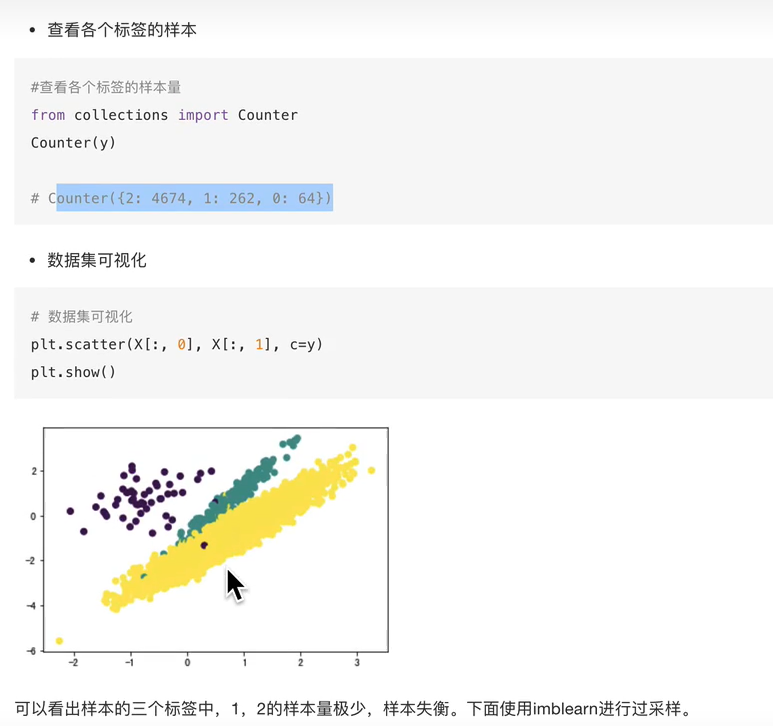 • 查看各个标签的样本
#查看各个标签的样本量
from collections import Counter
Counter(y)
# Counter({2: 4674, 1: 262, 0: 64})
• 数据集可视化
# 数据集可视化
plt.scatter(X[:, 0], X[:, 1], c=y)
plt.show()
2
0
-2
-4
-6
-2 -1 0 1 2 3
可以看出样本的三个标签中，1，2的样本量极少，样本失衡。下面使用imblearn进行过采样。